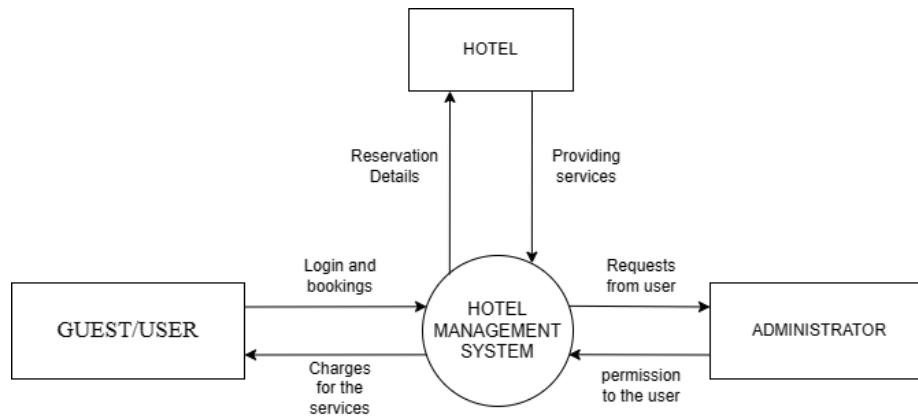 HOTEL
Reservation
Details
Providing
services
Login and
bookings
Requests
from user
GUEST/USER
HOTEL
MANAGEMENT
SYSTEM
ADMINISTRATOR
Charges
for the
services
permission
to the user